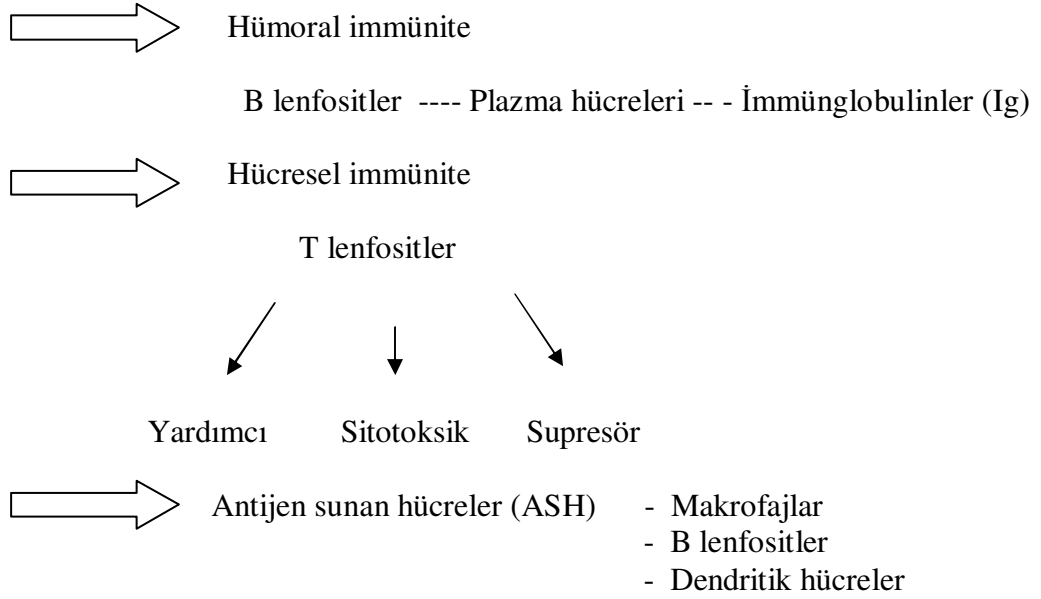 Hümoral immünite
B lenfositler ---- Plazma hücreleri -- - İmmünglobulinler (Ig)
Hücresel immünite
T lenfositler
Yardımcı Sitotoksik Supresör
Antijen sunan hücreler (ASH) - Makrofajlar
- B lenfositler
- Dendritik hücreler